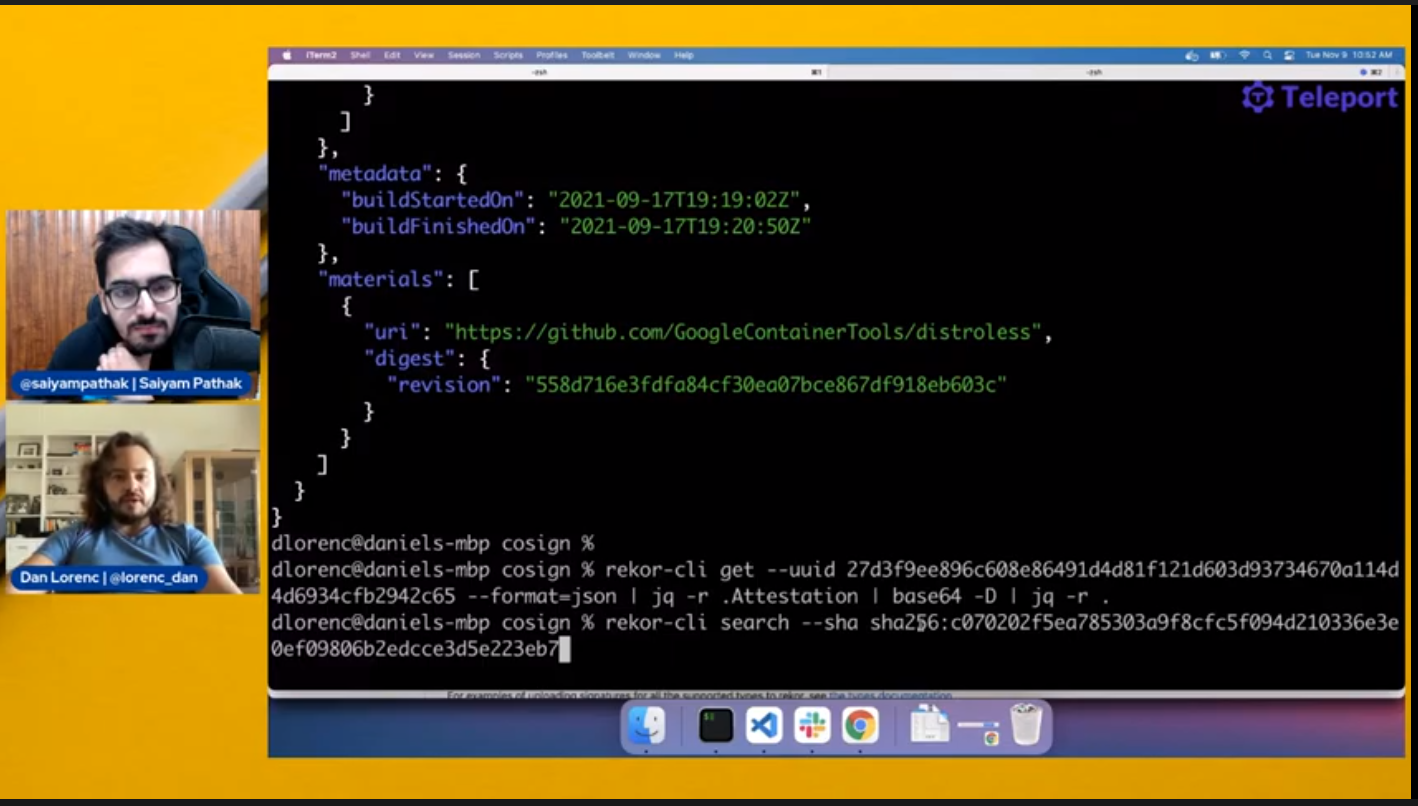 iTerm2 Shell Edit View Session Scripts Profiles Toolbelt Window Help
Tue Nov 9 10:52 AM
-zsh ⌘1 -zsh ⌘2
Teleport
}
]
},
"metadata": {
"buildStartedOn": "2021-09-17T19:19:02Z",
"buildFinishedOn": "2021-09-17T19:20:50Z"
},
"materials": [
{
"uri": "https://github.com/GoogleContainerTools/distroless",
"digest": {
"revision": "558d716e3fdfa84cf30ea07bce867df918eb603c"
}
}
]
}
}
dlorenc@daniels-mbp cosign %
dlorenc@daniels-mbp cosign % rekor-cli get --uuid 27d3f9ee896c608e86491d4d81f121d603d93734670a114d
4d6934cfb2942c65 --format=json | jq -r .Attestation | base64 -D | jq -r .
dlorenc@daniels-mbp cosign % rekor-cli search --sha sha256:c070202f5ea785303a9f8cfc5f094d210336e3e
0ef09806b2edcce3d5e223eb7
For examples of uploading signatures for all the supported types to rekor, see the types documentation
@saiyampathak | Saiyam Pathak
Dan Lorenc | @lorenc_dan